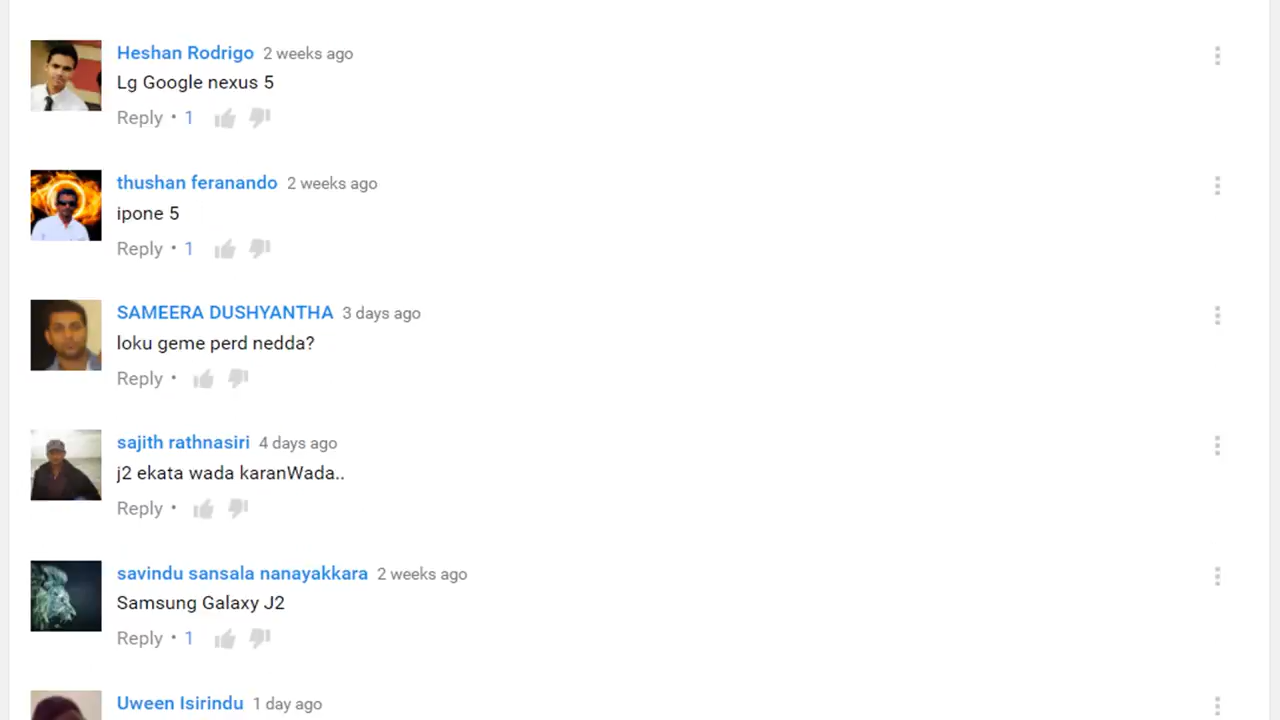 Heshan Rodrigo 2 weeks ago
Lg Google nexus 5
Reply • 1
thushan feranando 2 weeks ago
ipone 5
Reply • 1
SAMEERA DUSHYANTHA 3 days ago
loku geme perd nedda?
Reply •
sajith rathnasiri 4 days ago
j2 ekata wada karanWada..
Reply •
savindu sansala nanayakkara 2 weeks ago
Samsung Galaxy J2
Reply • 1
Uween Isirindu 1 day ago